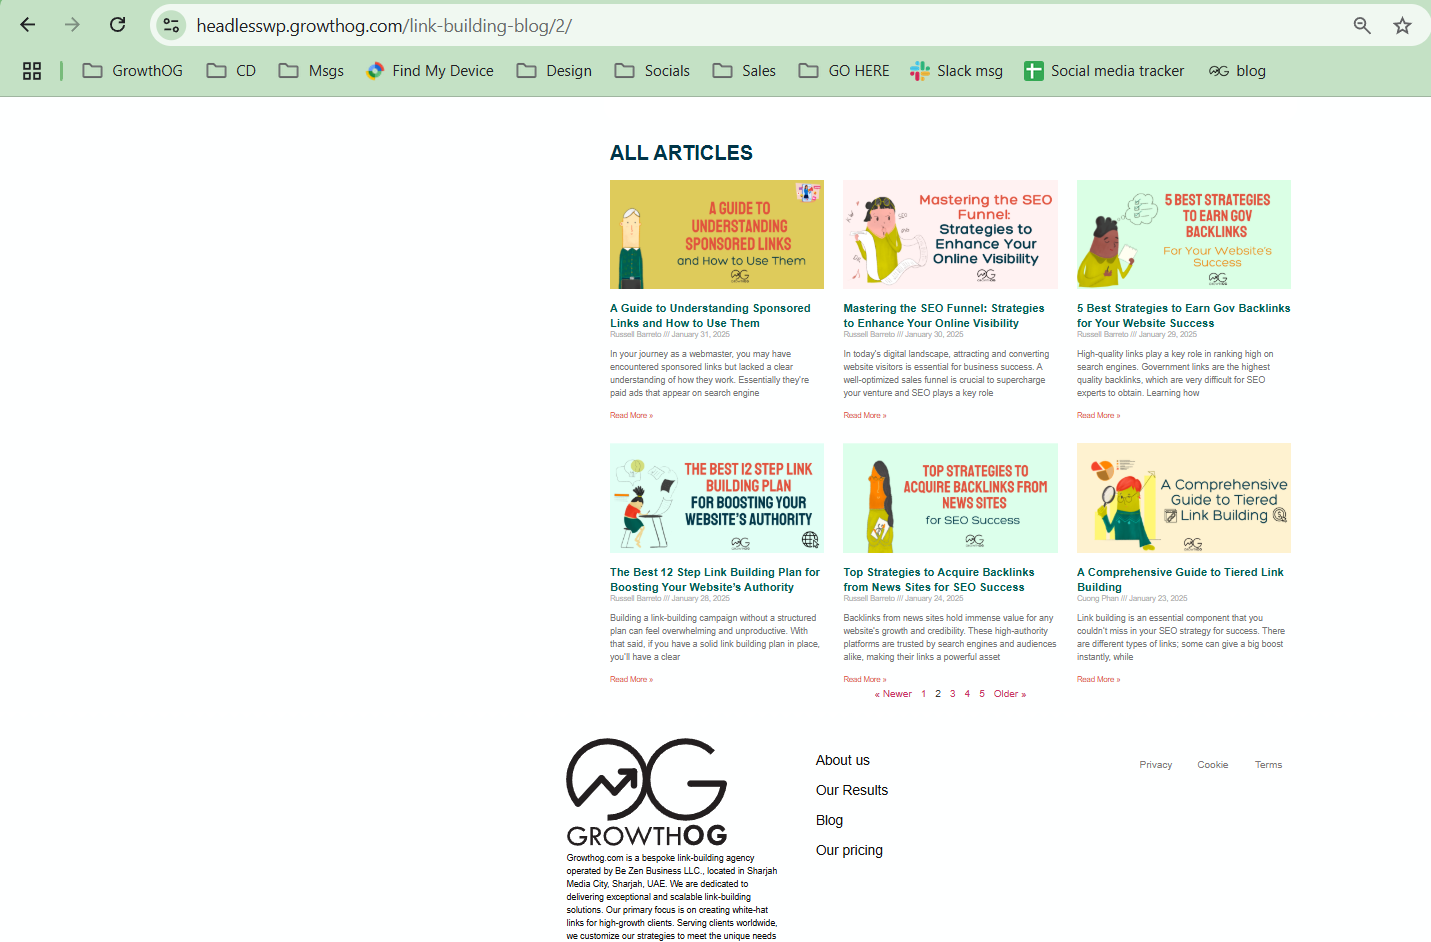 headlesswp.growthog.com/link-building-blog/2/
GrowthOG CD Msgs Find My Device Design Socials Sales GO HERE Slack msg Social media tracker blog
ALL ARTICLES
A GUIDE TO
UNDERSTANDING
SPONSORED LINKS
and How to Use Them
GROWTHOG
A Guide to Understanding Sponsored
Links and How to Use Them
Russell Barreto /// January 31, 2025
In your journey as a webmaster, you may have
encountered sponsored links but lacked a clear
understanding of how they work. Essentially they're
paid ads that appear on search engine
Read More »
Mastering the SEO
Funnel:
Strategies to
Enhance Your
Online Visibility
GROWTHOG
Mastering the SEO Funnel: Strategies
to Enhance Your Online Visibility
Russell Barreto /// January 30, 2025
In today's digital landscape, attracting and converting
website visitors is essential for business success. A
well-optimized sales funnel is crucial to supercharge
your venture and SEO plays a key role
Read More »
5 BEST STRATEGIES
TO EARN GOV
BACKLINKS
For Your Website's
Success
GROWTHOG
5 Best Strategies to Earn Gov Backlinks
for Your Website Success
Russell Barreto /// January 29, 2025
High-quality links play a key role in ranking high on
search engines. Government links are the highest
quality backlinks, which are very difficult for SEO
experts to obtain. Learning how
Read More »
THE BEST 12 STEP LINK
BUILDING PLAN
FOR BOOSTING YOUR
WEBSITE'S AUTHORITY
GROWTHOG
The Best 12 Step Link Building Plan for
Boosting Your Website's Authority
Russell Barreto /// January 28, 2025
Building a link-building campaign without a structured
plan can feel overwhelming and unproductive. With
that said, if you have a solid link building plan in place,
you'll have a clear
Read More »
TOP STRATEGIES TO
ACQUIRE BACKLINKS FROM
NEWS SITES
for SEO Success
GROWTHOG
Top Strategies to Acquire Backlinks
from News Sites for SEO Success
Russell Barreto /// January 24, 2025
Backlinks from news sites hold immense value for any
website's growth and credibility. These high-authority
platforms are trusted by search engines and audiences
alike, making their links a powerful asset
Read More »
A Comprehensive
Guide to Tiered
Link Building
GROWTHOG
A Comprehensive Guide to Tiered Link
Building
Cuong Phan /// January 23, 2025
Link building is an essential component that you
couldn't miss in your SEO strategy for success. There
are different types of links; some can give a big boost
instantly, while
Read More »
« Newer 1 2 3 4 5 Older »
GROWTHOG
Growthog.com is a bespoke link-building agency
operated by Be Zen Business LLC., located in Sharjah
Media City, Sharjah, UAE. We are dedicated to
delivering exceptional and scalable link-building
solutions. Our primary focus is on creating white-hat
links for high-growth clients. Serving clients worldwide,
we customize our strategies to meet the unique needs
About us
Our Results
Blog
Our pricing
Privacy Cookie Terms